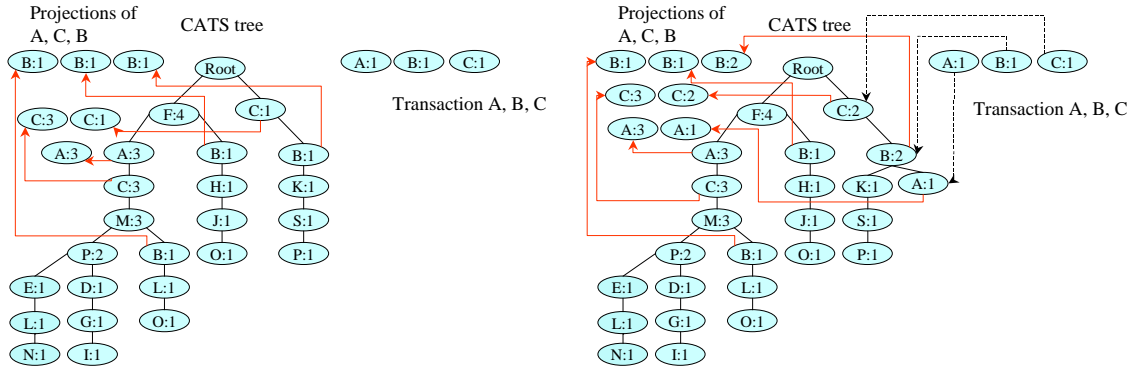 Projections of
A, C, B
CATS tree
B:1 B:1 B:1
Root
A:1 B:1 C:1
C:3 C:1
F:4
C:1
Transaction A, B, C
A:3
A:3
B:1
B:1
C:3
H:1
K:1
M:3
J:1
S:1
P:2
B:1
O:1
P:1
E:1
D:1
L:1
L:1
G:1
O:1
N:1
I:1
Projections of
A, C, B
CATS tree
B:1 B:1 B:2
Root
A:1 B:1 C:1
C:3 C:2
F:4
C:2
Transaction A, B, C
A:3 A:1
A:3
B:1
B:2
C:3
H:1
K:1
A:1
M:3
J:1
S:1
P:2
B:1
O:1
P:1
E:1
D:1
L:1
L:1
G:1
O:1
N:1
I:1